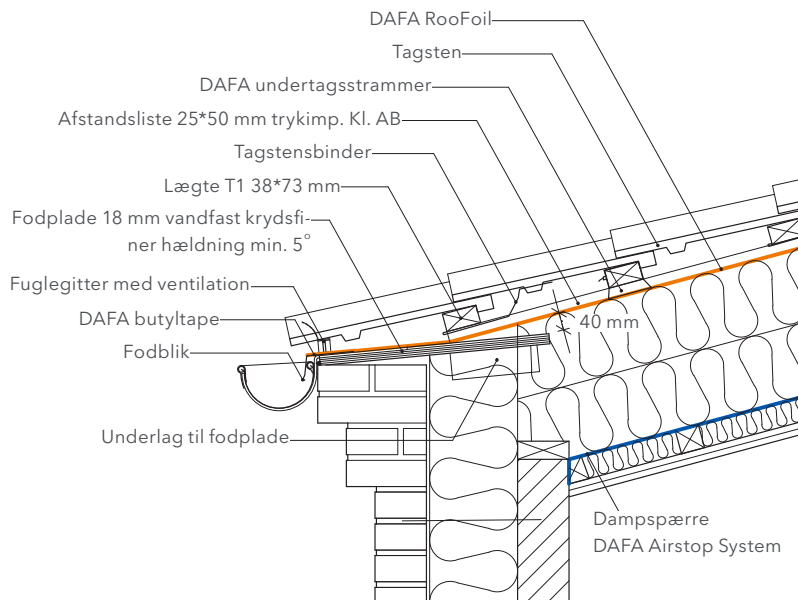 DAFA RooFoil
Tagsten
DAFA undertagsstrammer
Afstandsliste 25*50 mm trykimp. Kl. AB
Tagstensbinder
Lægte T1 38*73 mm
Fodplade 18 mm vandfast krydsfi-
ner hældning min. 5°
Fuglegitter med ventilation
DAFA butyltape
Fodblik
40 mm
Underlag til fodplade
Dampspærre
DAFA Airstop System